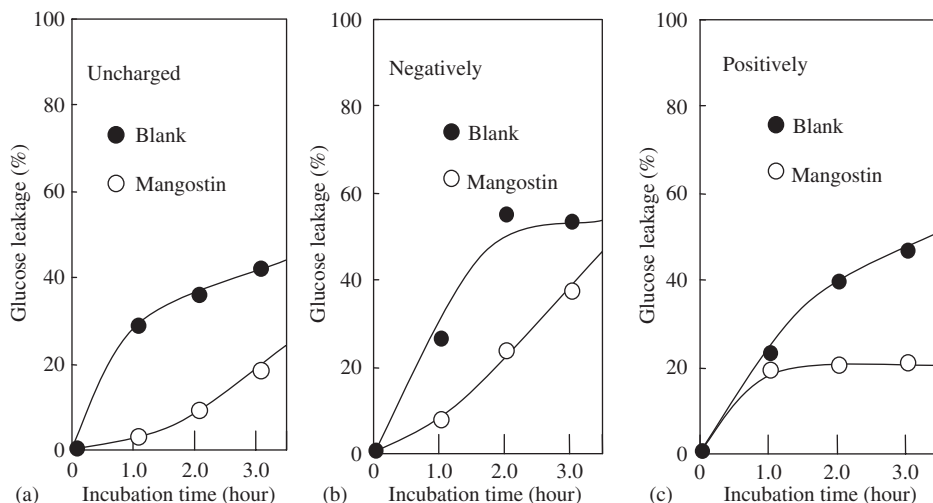 100
80
60
40
20
0
Glucose leakage (%)
Uncharged
Blank
Mangostin
0
1.0
2.0
3.0
(a)
Incubation time (hour)
100
80
60
40
20
0
Glucose leakage (%)
Negatively
Blank
Mangostin
0
1.0
2.0
3.0
(b)
Incubation time (hour)
100
80
60
40
20
0
Glucose leakage (%)
Positively
Blank
Mangostin
0
1.0
2.0
3.0
(c)
Incubation time (hour)